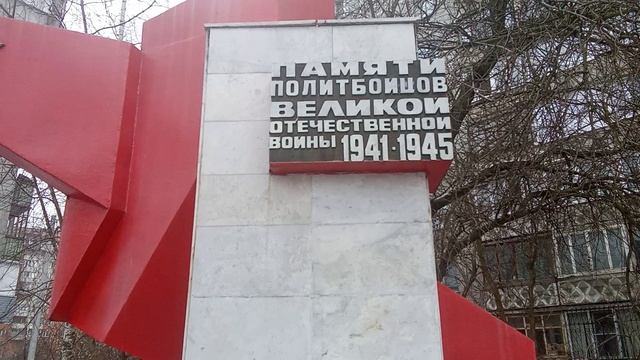 ПАМЯТИ
ПОЛИТБОЙЦОВ
ВЕЛИКОЙ
ОТЕЧЕСТВЕННОЙ
ВОЙНЫ 1941-1945